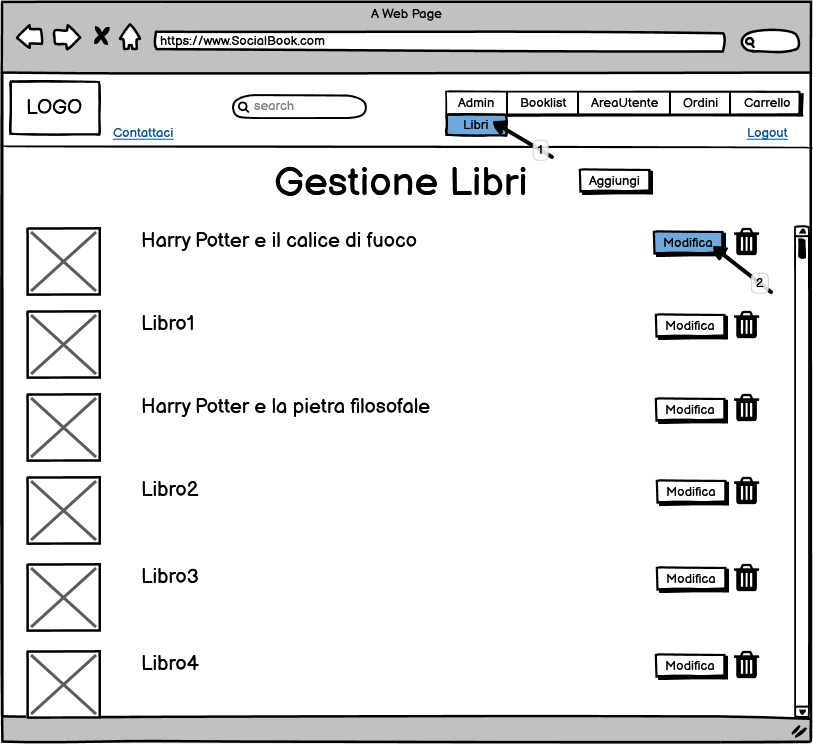 A Web Page
https://www.SocialBook.com
LOGO
search
Admin Booklist AreaUtente Ordini Carrello
Libri
Contattaci
Logout
1
Gestione Libri
Aggiungi
Harry Potter e il calice di fuoco
Modifica
2
Libro1
Modifica
Harry Potter e la pietra filosofale
Modifica
Libro2
Modifica
Libro3
Modifica
Libro4
Modifica